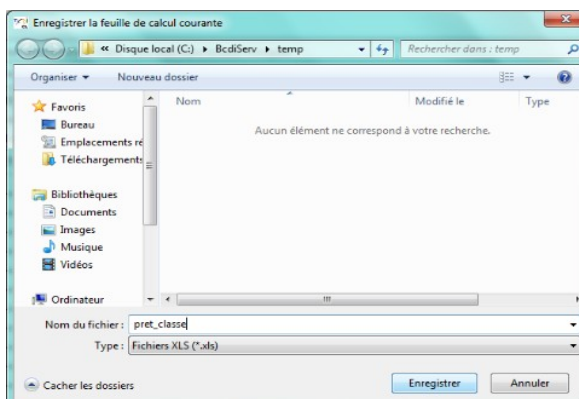 Enregistrer la feuille de calcul courante
« Disque local (C:) ▸ BcdiServ ▸ temp
Rechercher dans : temp
Organiser ▾ Nouveau dossier
Nom Modifié le Type
Aucun élément ne correspond à votre recherche.
Favoris
Bureau
Emplacements ré
Téléchargements
Bibliothèques
Documents
Images
Musique
Vidéos
Ordinateur
Nom du fichier : pret_classe
Type : Fichiers XLS (*.xls)
Cacher les dossiers Enregistrer Annuler